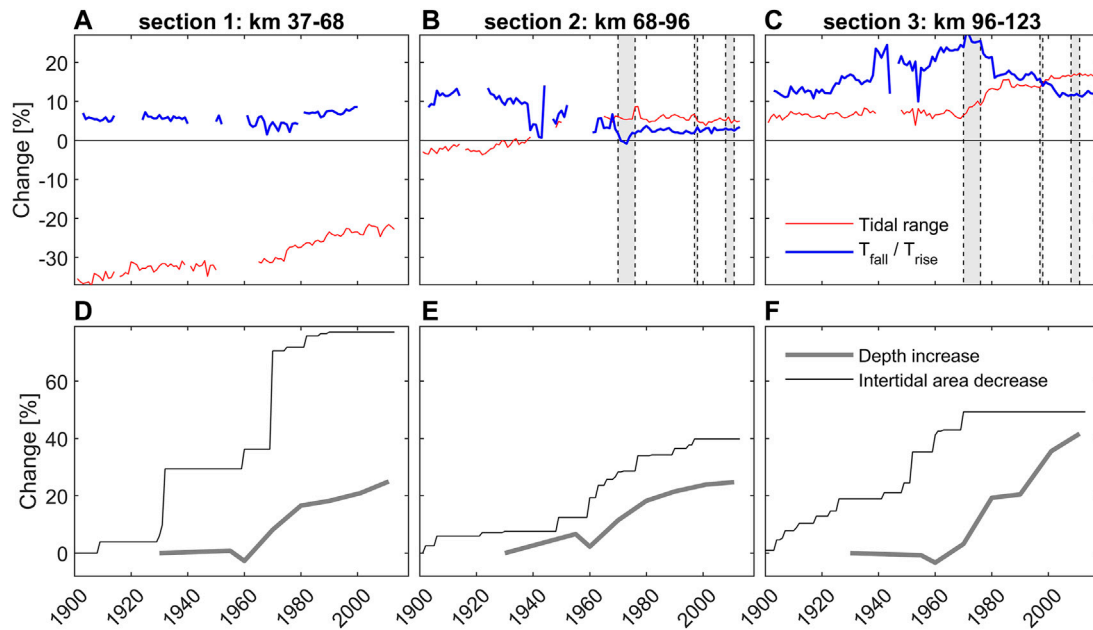 A section 1: km 37-68
B section 2: km 68-96
C section 3: km 96-123
Change [%]
20
10
0
-10
-20
-30
Tidal range
T_fall / T_rise
D
E
F
Change [%]
60
40
20
0
Depth increase
Intertidal area decrease
1900 1920 1940 1960 1980 2000
1900 1920 1940 1960 1980 2000
1900 1920 1940 1960 1980 2000